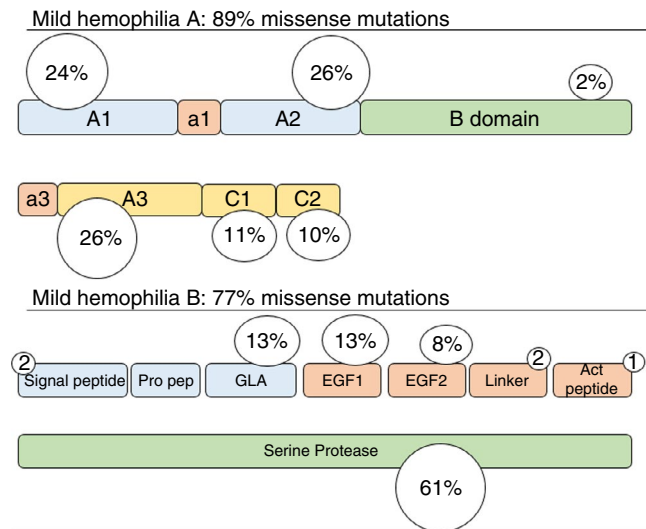 Mild hemophilia A: 89% missense mutations
24% 26% 2%
A1 a1 A2 B domain
a3 A3 C1 C2
26% 11% 10%
Mild hemophilia B: 77% missense mutations
13% 13% 8%
2 2 1
Signal peptide Pro pep GLA EGF1 EGF2 Linker Act
peptide
Serine Protease
61%